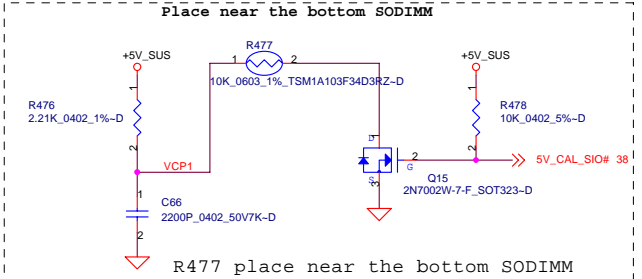 Place near the bottom SODIMM
+5V_SUS
R477
+5V_SUS
1
2
10K_0603_1%_TSM1A103F34D3RZ~D
1
R476
2.21K_0402_1%~D
2
VCP1
1
R478
10K_0402_5%~D
2
D
1
2
G
S
3
5V_CAL_SIO# 38
Q15
2N7002W-7-F_SOT323~D
1
C66
2200P_0402_50V7K~D
2
R477 place near the bottom SODIMM